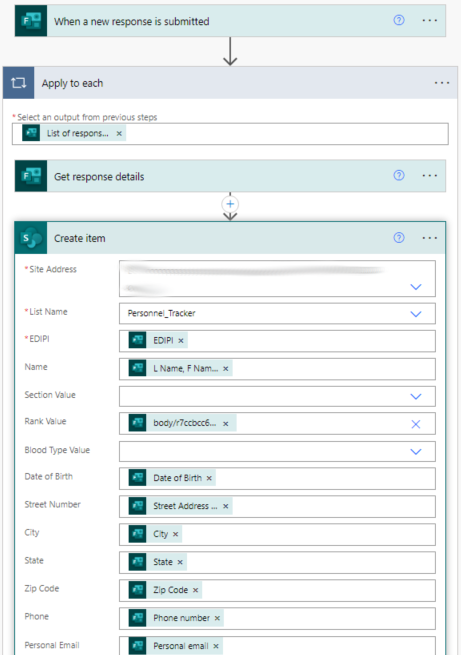 When a new response is submitted
Apply to each
* Select an output from previous steps
List of respons... ×
Get response details
Create item
* Site Address
* List Name Personnel_Tracker
* EDIPI EDIPI ×
Name L Name, F Nam... ×
Section Value
Rank Value body/r7ccbcc6... ×
Blood Type Value
Date of Birth Date of Birth ×
Street Number Street Address ... ×
City City ×
State State ×
Zip Code Zip Code ×
Phone Phone number ×
Personal Email Personal email ×